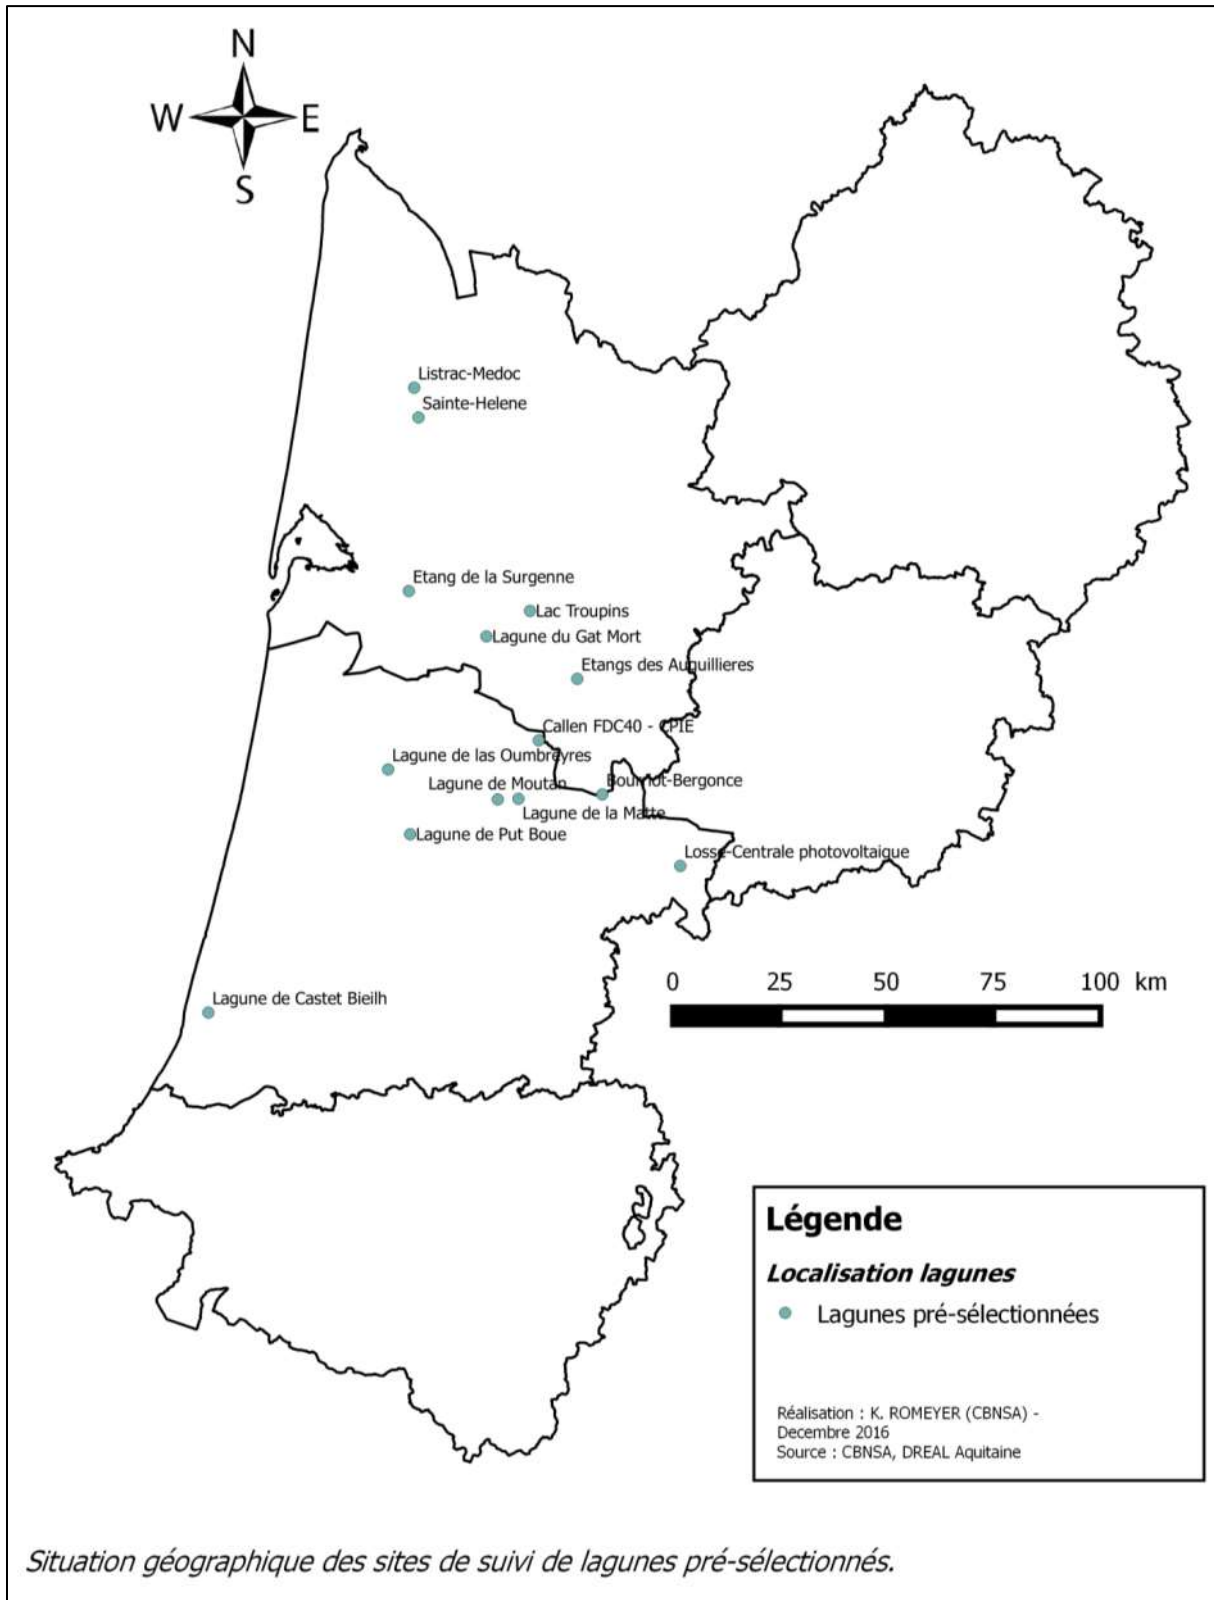 N
W E
S
Listrac-Medoc
Sainte-Helene
Etang de la Surgenne
Lac Troupins
Lagune du Gat Mort
Etangs des Auguillieres
Callen FDC40 - CPIE
Lagune de las Oumbreyres
Lagune de Moutan
Bourriot-Bergonce
Lagune de la Matte
Lagune de Put Boue
Losse-Centrale photovoltaique
0 25 50 75 100 km
Lagune de Castet Bieilh
Légende
Localisation lagunes
Lagunes pré-sélectionnées
Réalisation : K. ROMEYER (CBNSA) -
Decembre 2016
Source : CBNSA, DREAL Aquitaine
Situation géographique des sites de suivi de lagunes pré-sélectionnés.